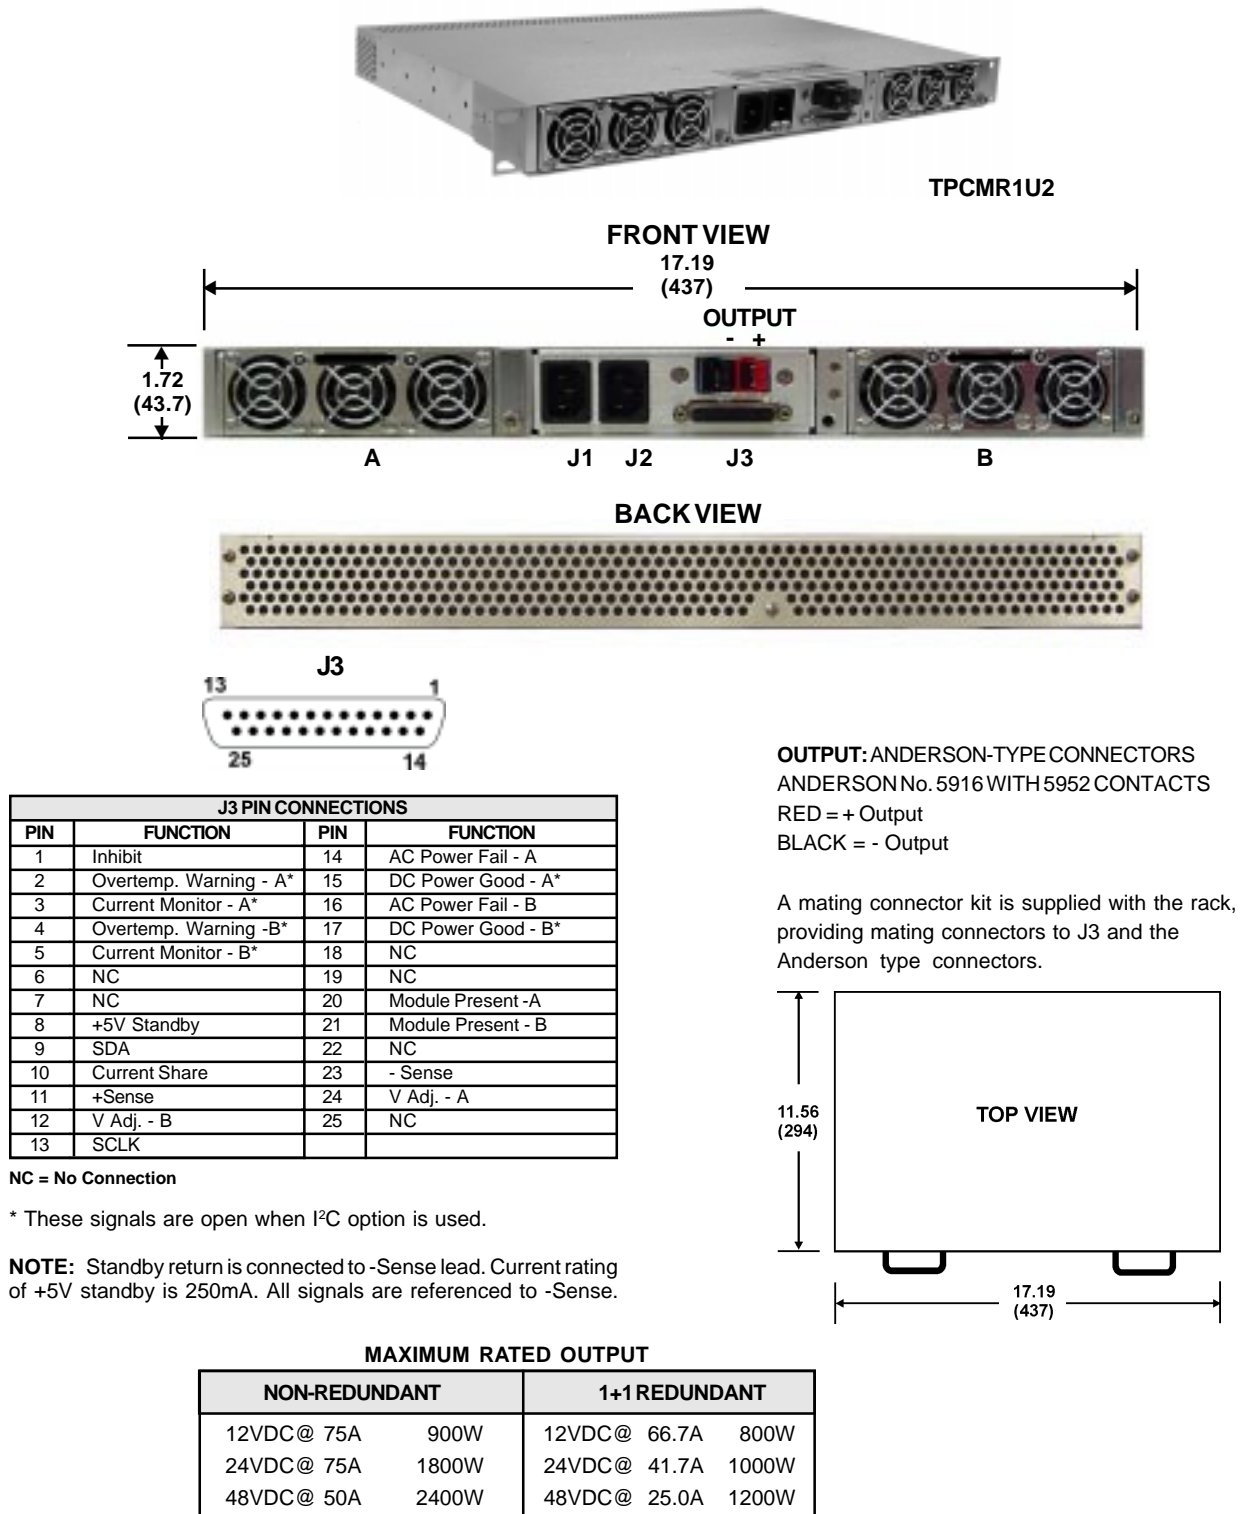 TPCMR1U2
FRONT VIEW
17.19
(437)
OUTPUT
- +
1.72
(43.7)
A J1 J2 J3 B
BACK VIEW
J3
13 1
25 14
OUTPUT: ANDERSON-TYPE CONNECTORS
ANDERSON No. 5916 WITH 5952 CONTACTS
RED = + Output
BLACK = - Output
A mating connector kit is supplied with the rack,
providing mating connectors to J3 and the
Anderson type connectors.
J3 PIN CONNECTIONS
PIN FUNCTION PIN FUNCTION
1 Inhibit 14 AC Power Fail - A
2 Overtemp. Warning - A* 15 DC Power Good - A*
3 Current Monitor - A* 16 AC Power Fail - B
4 Overtemp. Warning -B* 17 DC Power Good - B*
5 Current Monitor - B* 18 NC
6 NC 19 NC
7 NC 20 Module Present -A
8 +5V Standby 21 Module Present - B
9 SDA 22 NC
10 Current Share 23 - Sense
11 +Sense 24 V Adj. - A
12 V Adj. - B 25 NC
13 SCLK
NC = No Connection
* These signals are open when I²C option is used.
NOTE: Standby return is connected to -Sense lead. Current rating
of +5V standby is 250mA. All signals are referenced to -Sense.
11.56
(294)
TOP VIEW
17.19
(437)
MAXIMUM RATED OUTPUT
NON-REDUNDANT 1+1 REDUNDANT
12VDC@ 75A 900W 12VDC@ 66.7A 800W
24VDC@ 75A 1800W 24VDC@ 41.7A 1000W
48VDC@ 50A 2400W 48VDC@ 25.0A 1200W